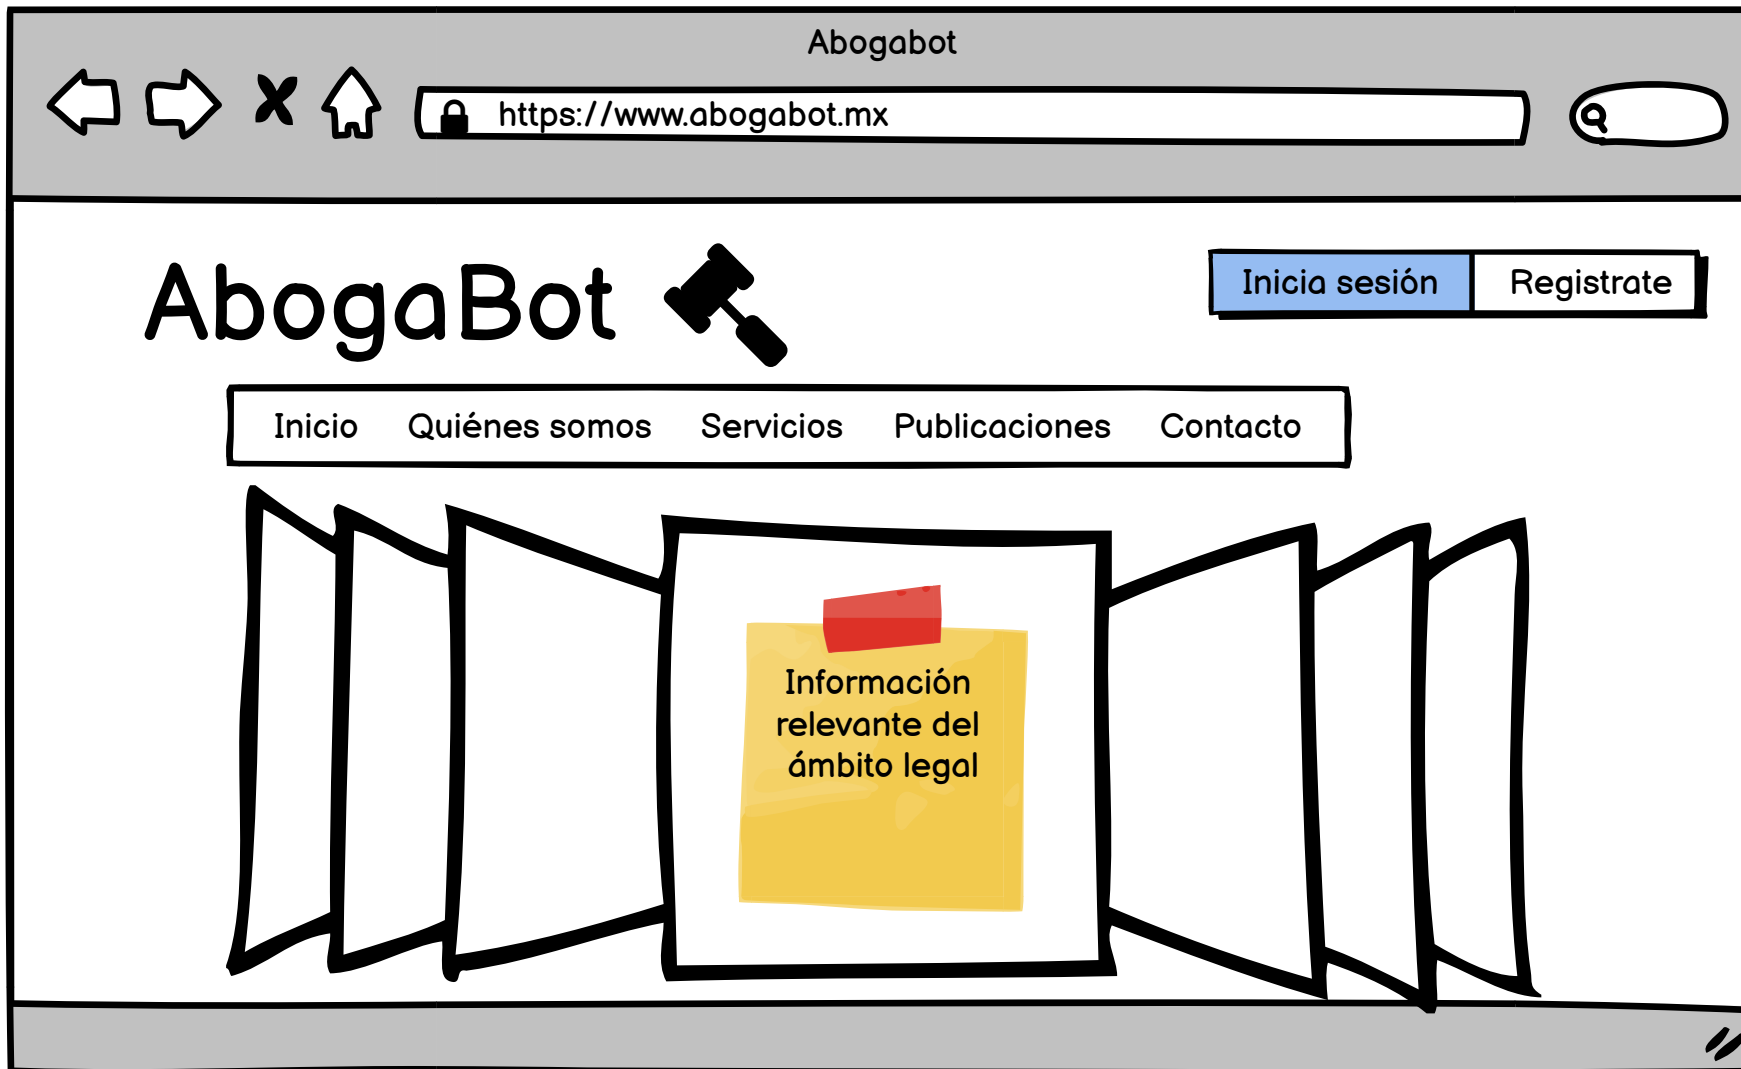 Abogabot
https://www.abogabot.mx
AbogaBot
Inicia sesión
Registrate
Inicio Quiénes somos Servicios Publicaciones Contacto
Información
relevante del
ámbito legal